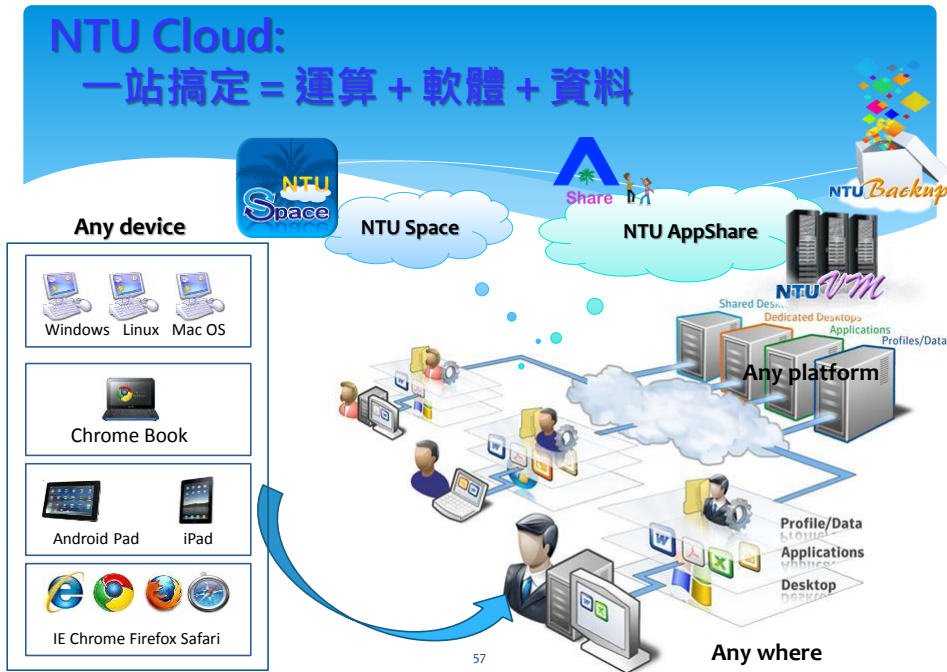 NTU Cloud:
一站搞定 = 運算 + 軟體 + 資料
NTU Space
NTU Space
Share
NTU AppShare
NTU Backup
NTU VM
Any device
Windows Linux Mac OS
Chrome Book
Android Pad iPad
IE Chrome Firefox Safari
Dedicated Desktops
Applications
Profiles/Data
Any platform
Profile/Data
Applications
Desktop
Any where
57